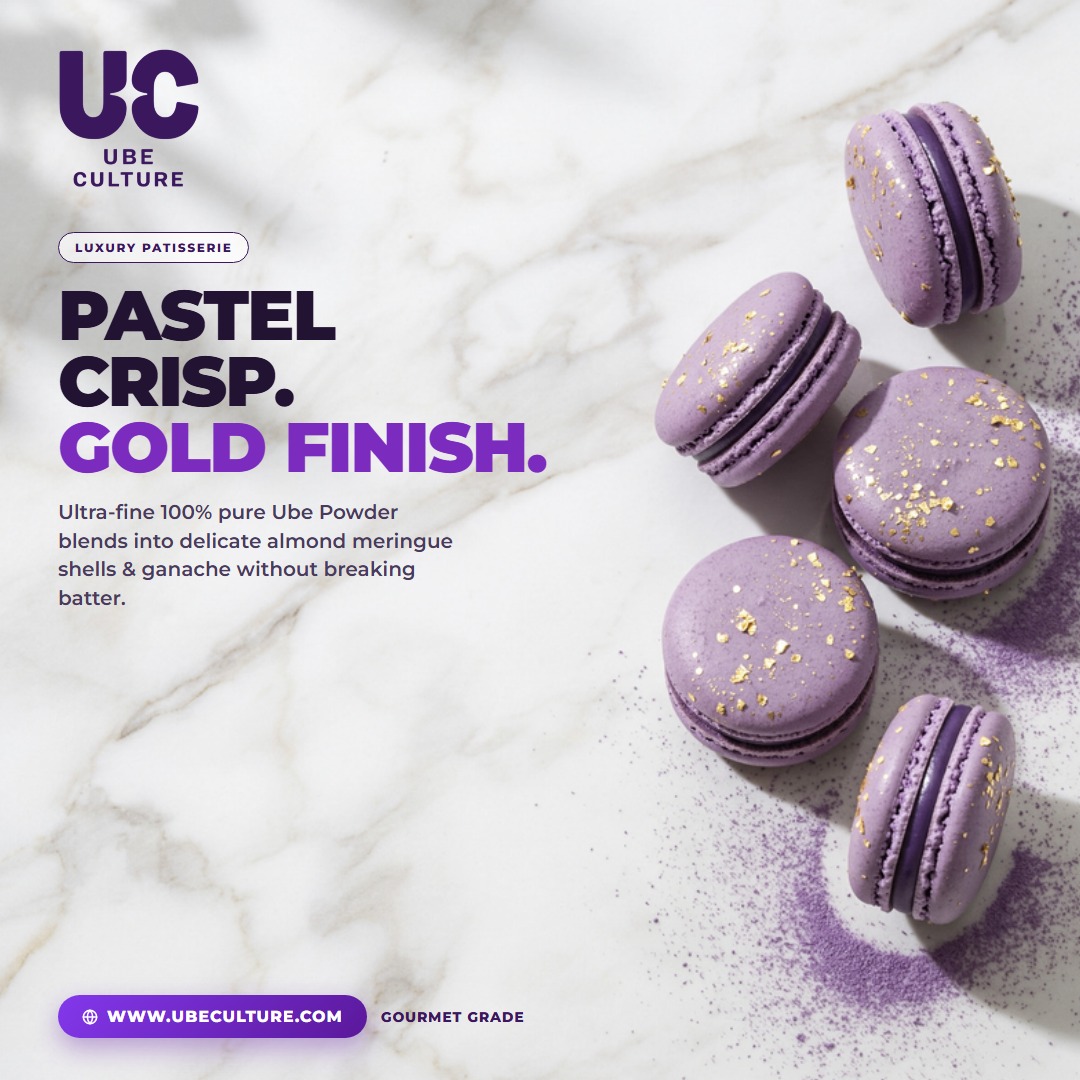 UC
UBE
CULTURE
LUXURY PATISSERIE
PASTEL
CRISP.
GOLD FINISH.
Ultra-fine 100% pure Ube Powder
blends into delicate almond meringue
shells & ganache without breaking
batter.
WWW.UBECULTURE.COM
GOURMET GRADE